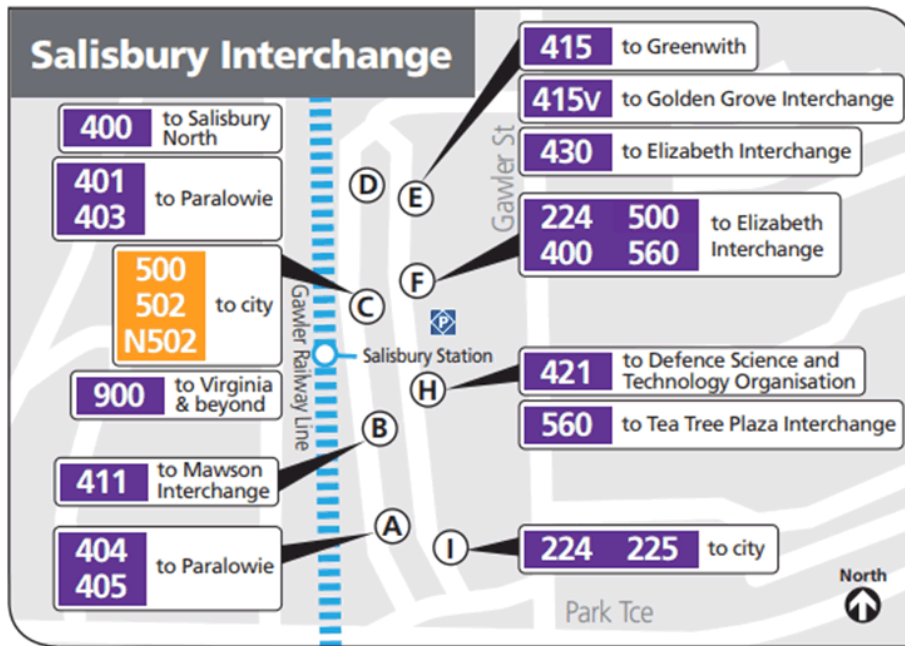 Salisbury Interchange
400 to Salisbury
North
401
403
to Paralowie
500
502
N502
to city
900 to Virginia
& beyond
411 to Mawson
Interchange
404
405
to Paralowie
D
E
F
C
P
Salisbury Station
H
B
A
I
Gawler Railway Line
Gawler St
Park Tce
415 to Greenwith
415V to Golden Grove Interchange
430 to Elizabeth Interchange
224 500
400 560
to Elizabeth
Interchange
421 to Defence Science and
Technology Organisation
560 to Tea Tree Plaza Interchange
224 225 to city
North